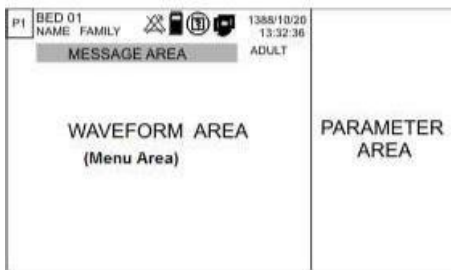 P1
BED 01
NAME FAMILY
1388/10/20
13:32:36
MESSAGE AREA
ADULT
WAVEFORM AREA
(Menu Area)
PARAMETER
AREA